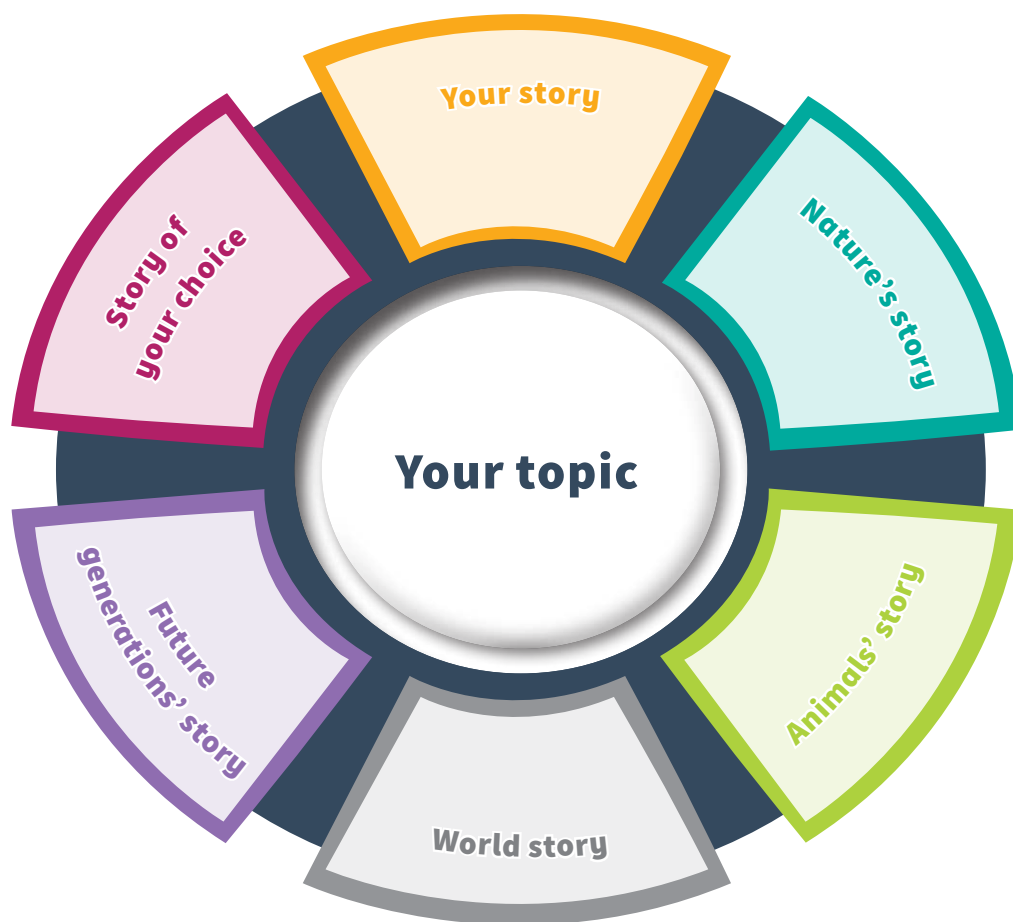 Your story
Nature's story
Animals' story
World story
Future
generations' story
Story of
your choice
Your topic